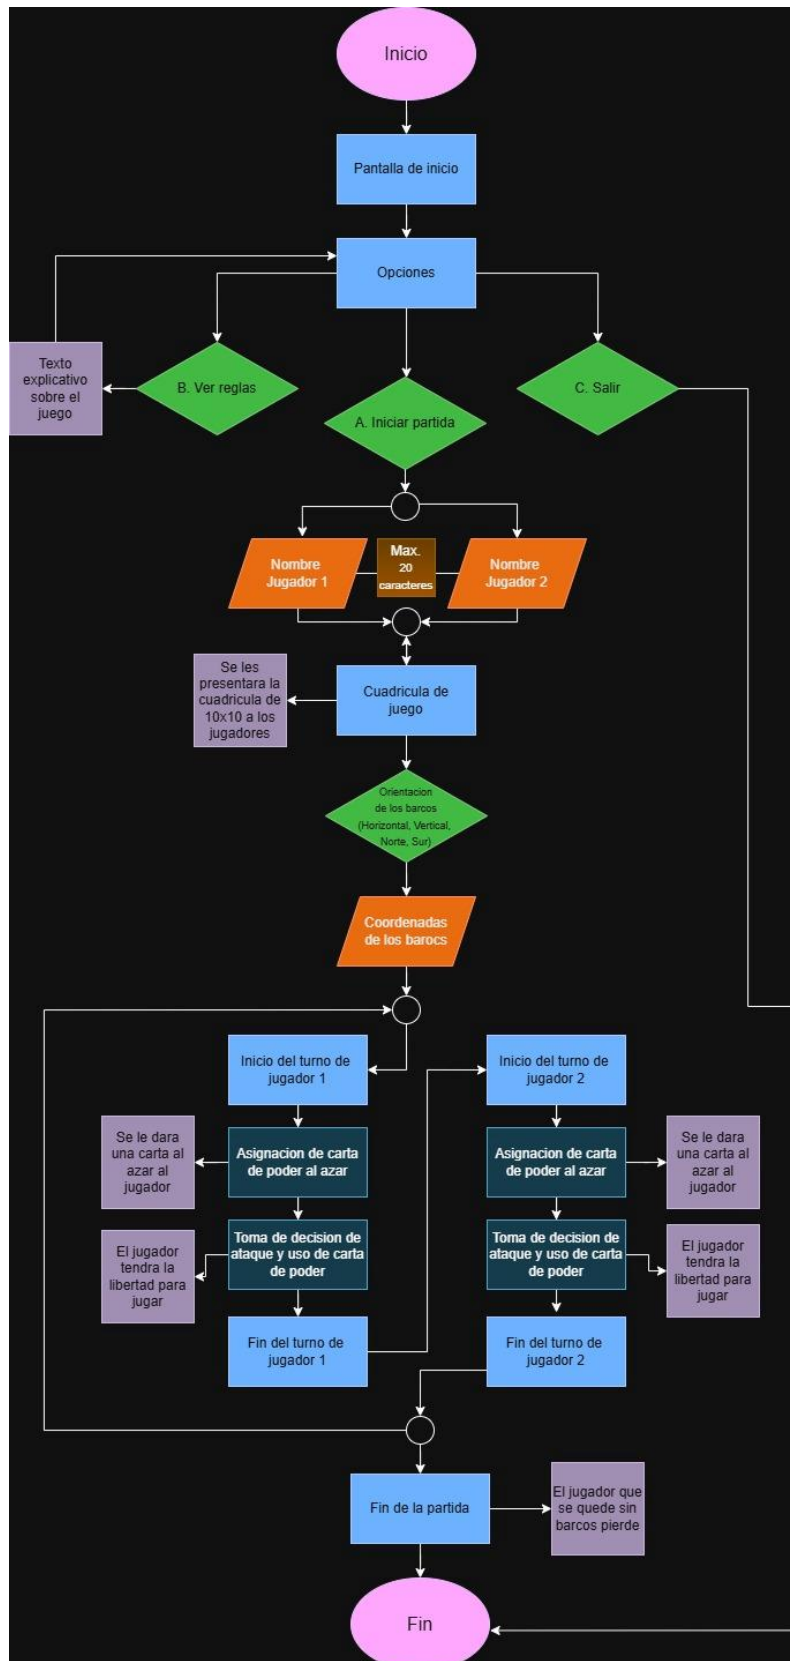 Inicio
Pantalla de inicio
Opciones
Texto
explicativo
sobre el
juego
B. Ver reglas
A. Iniciar partida
C. Salir
Nombre
Jugador 1
Max.
20
caracteres
Nombre
Jugador 2
Se les
presentara la
cuadricula de
10x10 a los
jugadores
Cuadricula de
juego
Orientacion
de los barcos
(Horizontal, Vertical,
Norte, Sur)
Coordenadas
de los barocs
Inicio del turno de
jugador 1
Inicio del turno de
jugador 2
Se le dara
una carta al
azar al
jugador
Asignacion de carta
de poder al azar
Asignacion de carta
de poder al azar
Se le dara
una carta al
azar al
jugador
El jugador
tendra la
libertad para
jugar
Toma de decision de
ataque y uso de carta
de poder
Toma de decision de
ataque y uso de carta
de poder
El jugador
tendra la
libertad para
jugar
Fin del turno de
jugador 1
Fin del turno de
jugador 2
Fin de la partida
El jugador que
se quede sin
barcos pierde
Fin